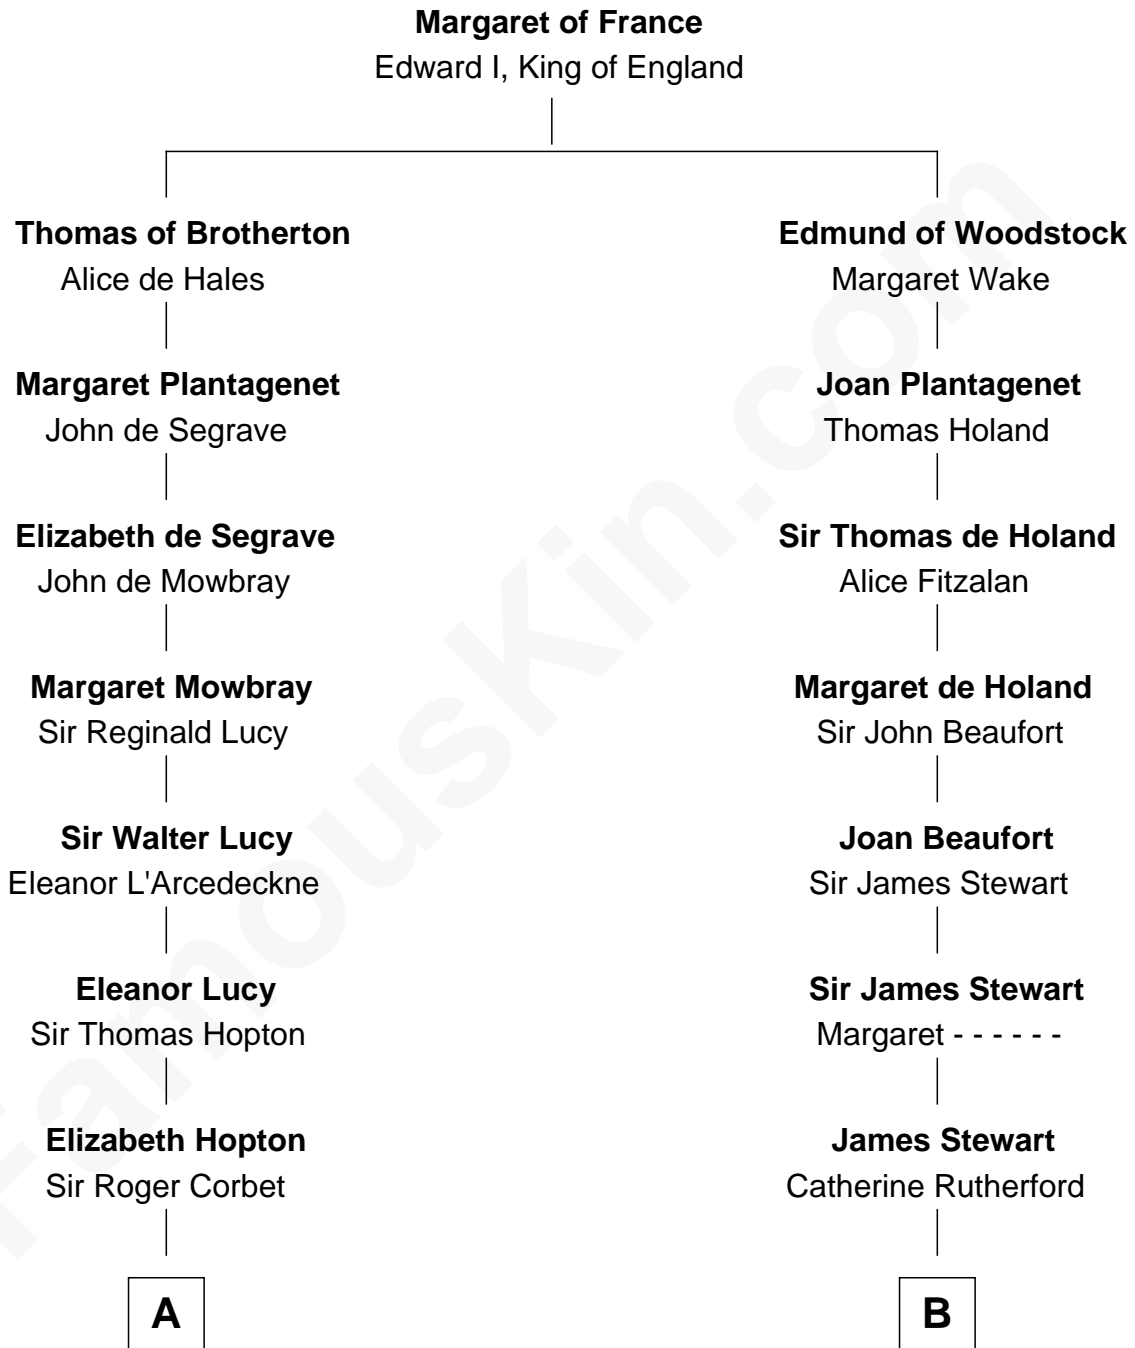 Margaret of France
Edward I, King of England
Thomas of Brotherton
Alice de Hales
Edmund of Woodstock
Margaret Wake
Margaret Plantagenet
John de Segrave
Joan Plantagenet
Thomas Holand
Elizabeth de Segrave
John de Mowbray
Sir Thomas de Holand
Alice Fitzalan
Margaret Mowbray
Sir Reginald Lucy
Margaret de Holand
Sir John Beaufort
Sir Walter Lucy
Eleanor L'Arcedeckne
Joan Beaufort
Sir James Stewart
Eleanor Lucy
Sir Thomas Hopton
Sir James Stewart
Margaret - - - - - -
Elizabeth Hopton
Sir Roger Corbet
James Stewart
Catherine Rutherford
A
B
FamousKin.com